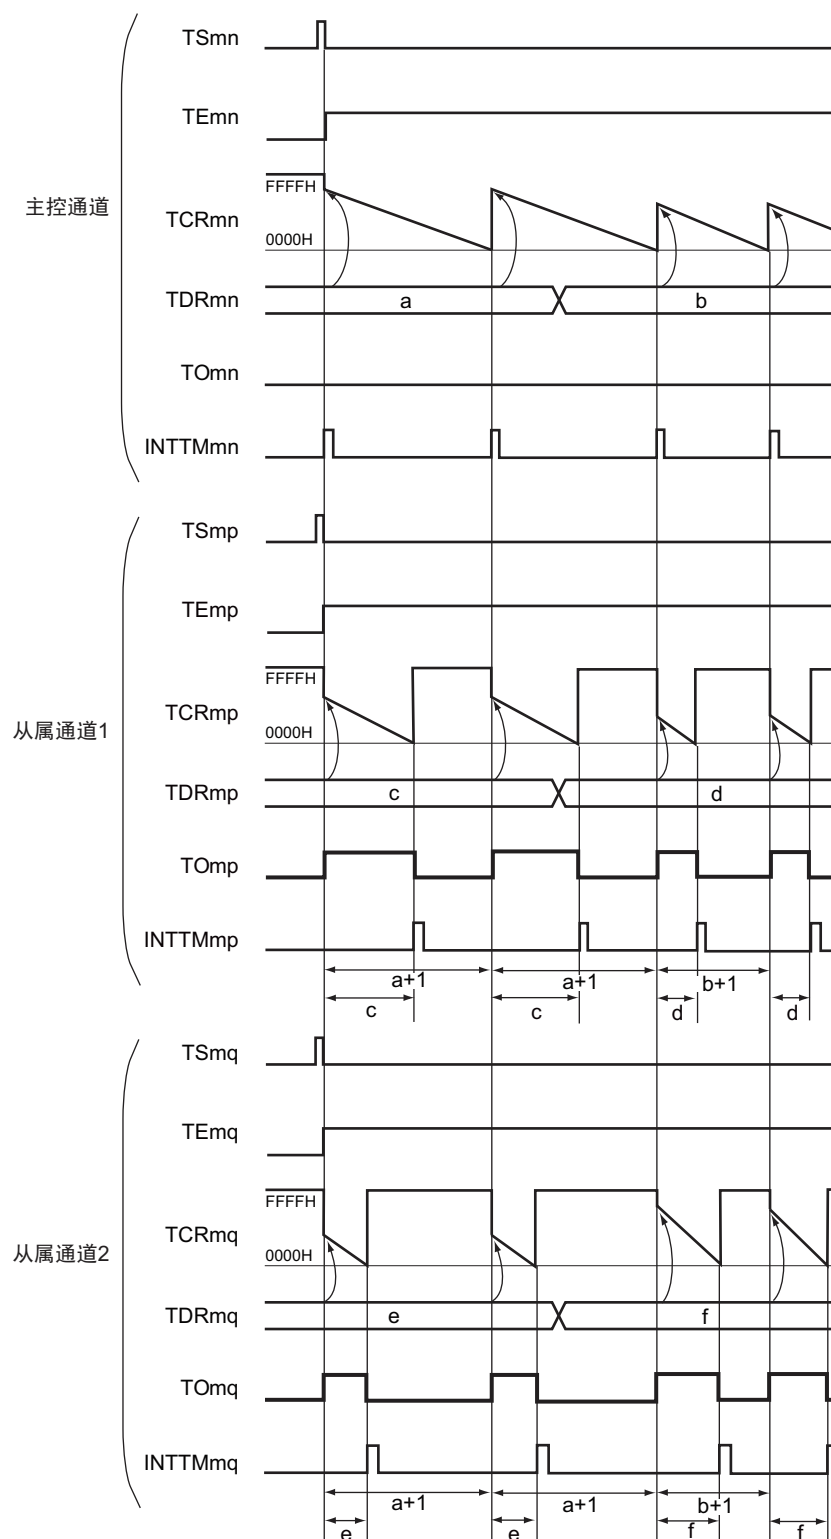 TSmn
TEmn
主控通道
FFFFH
TCRmn
0000H
TDRmn
a
b
TOmn
INTTMmn
TSmp
TEmp
从属通道1
FFFFH
TCRmp
0000H
TDRmp
c
d
TOmp
INTTMmp
a+1
a+1
b+1
c
c
d
d
TSmq
TEmq
从属通道2
FFFFH
TCRmq
0000H
TDRmq
e
f
TOmq
INTTMmq
a+1
a+1
b+1
e
e
f
f